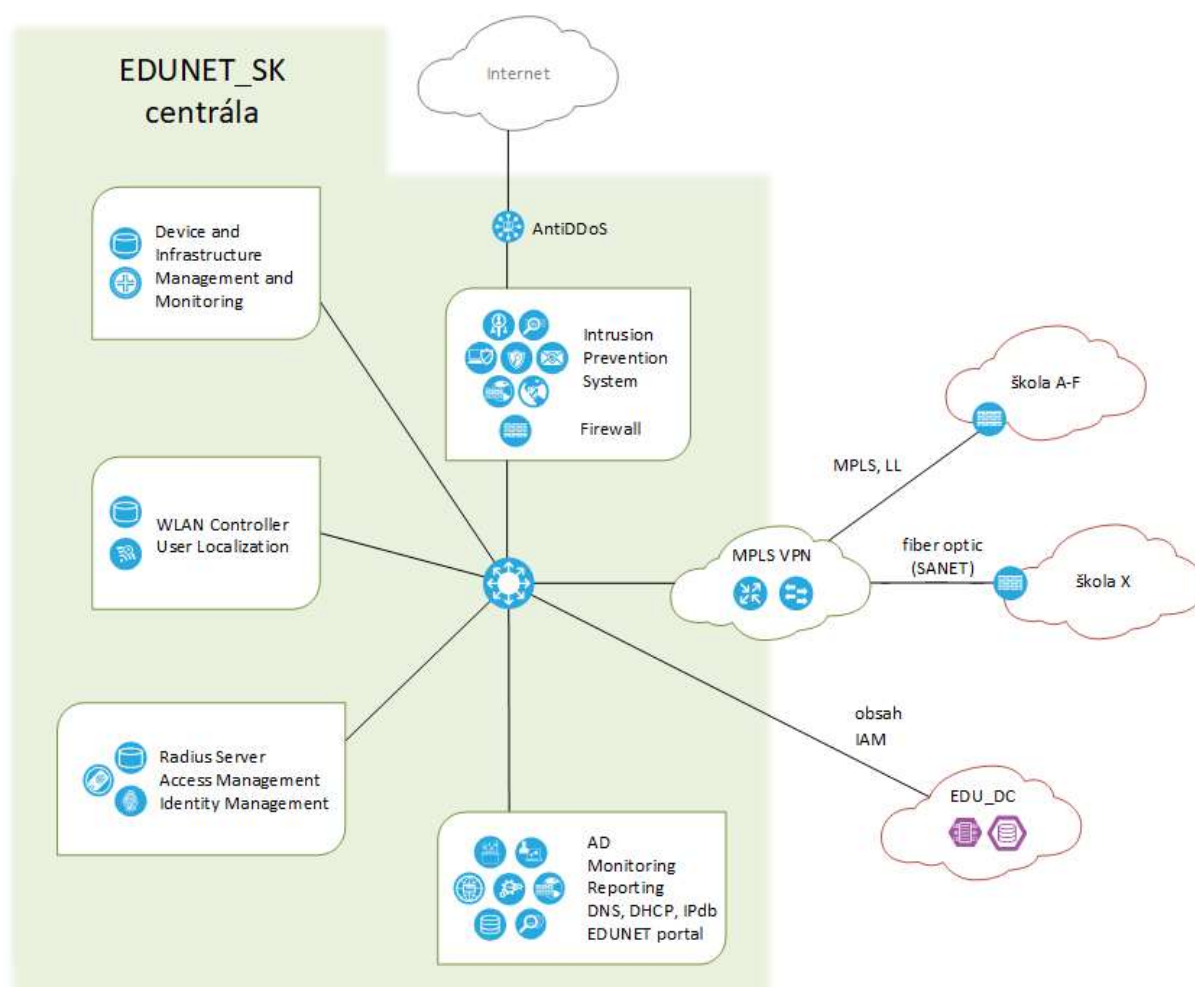 EDUNET_SK
centrála
Internet
AntiDDoS
Device and
Infrastructure
Management and
Monitoring
Intrusion
Prevention
System
Firewall
škola A-F
MPLS, LL
WLAN Controller
User Localization
MPLS VPN
fiber optic
(SANET)
škola X
obsah
IAM
Radius Server
Access Management
Identity Management
EDU_DC
AD
Monitoring
Reporting
DNS, DHCP, IPdb
EDUNET portal